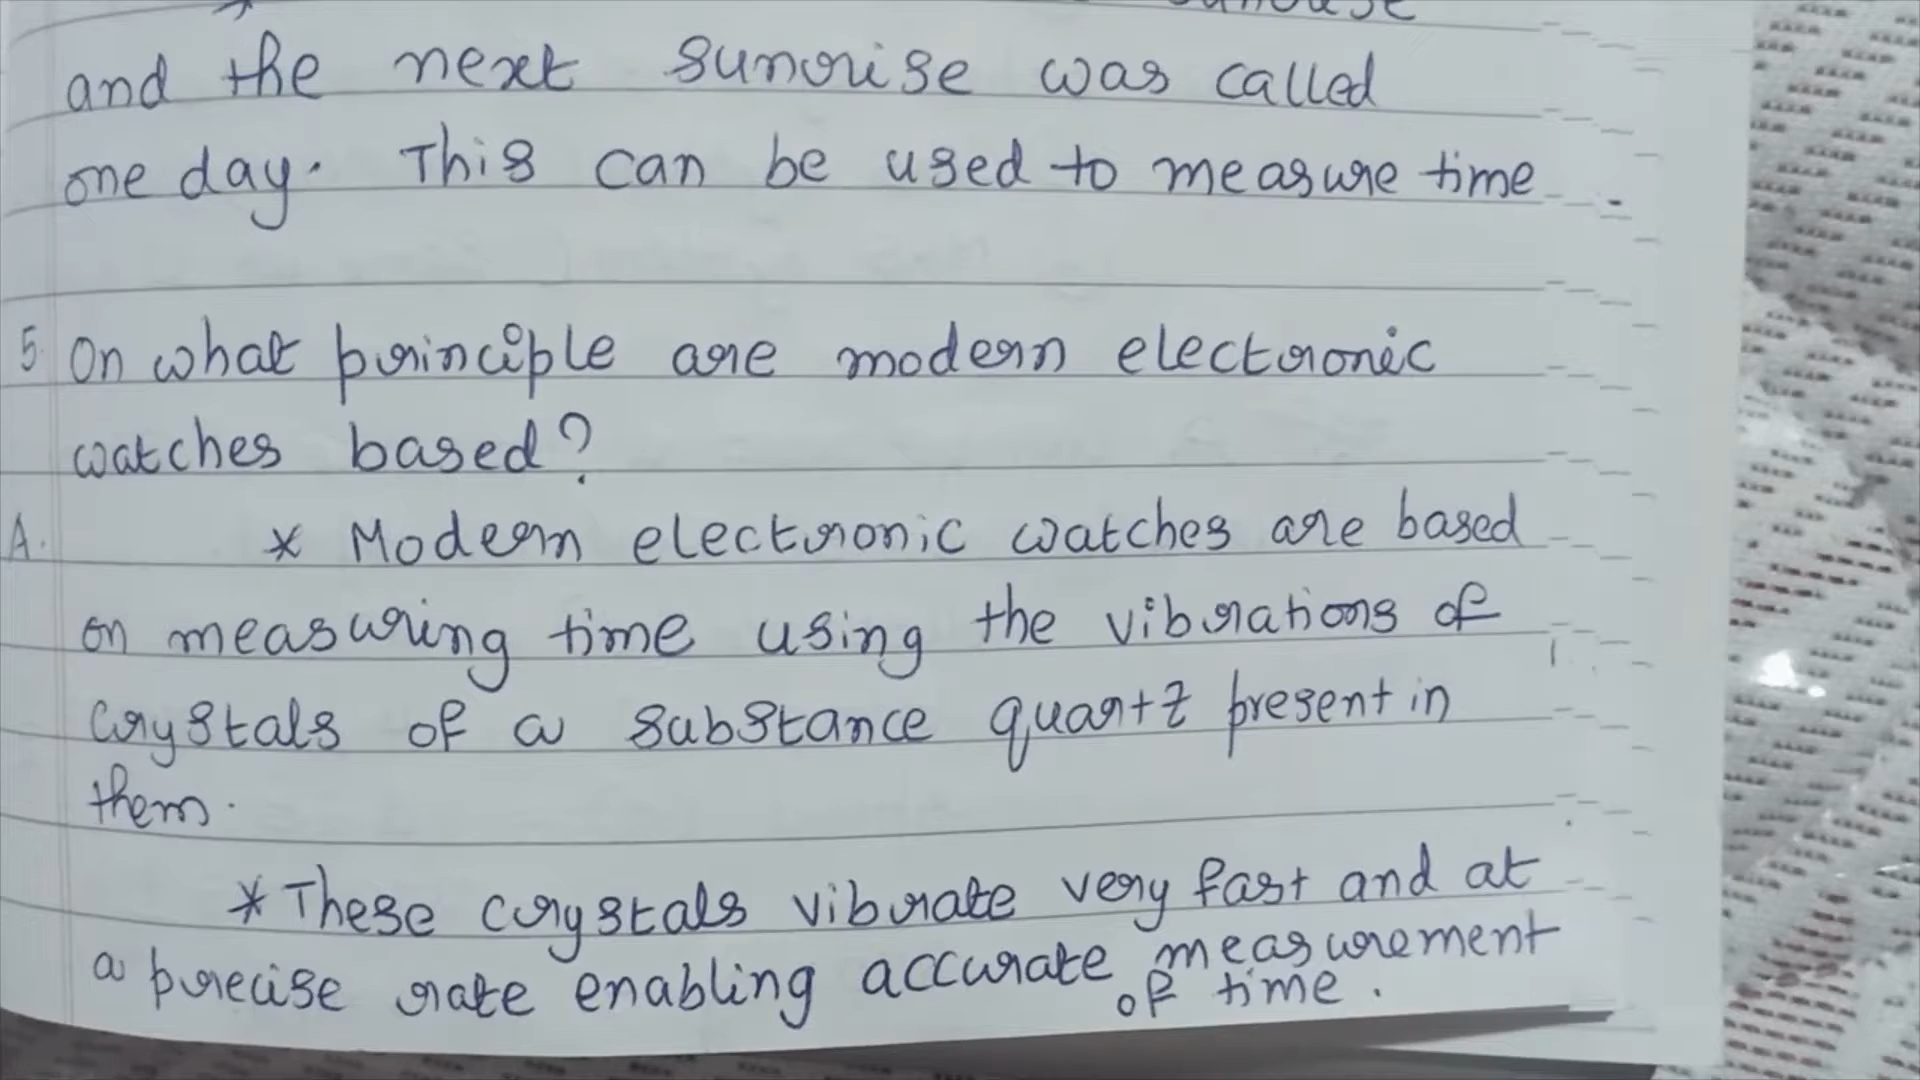 and the next sunrise was called
one day. This can be used to measure time.
5. On what principle are modern electronic
watches based?
A. * Modern electronic watches are based
on measuring time using the vibrations of
crystals of a substance quartz present in
them.
* These crystals vibrate very fast and at
a precise rate enabling accurate measurement
of time.